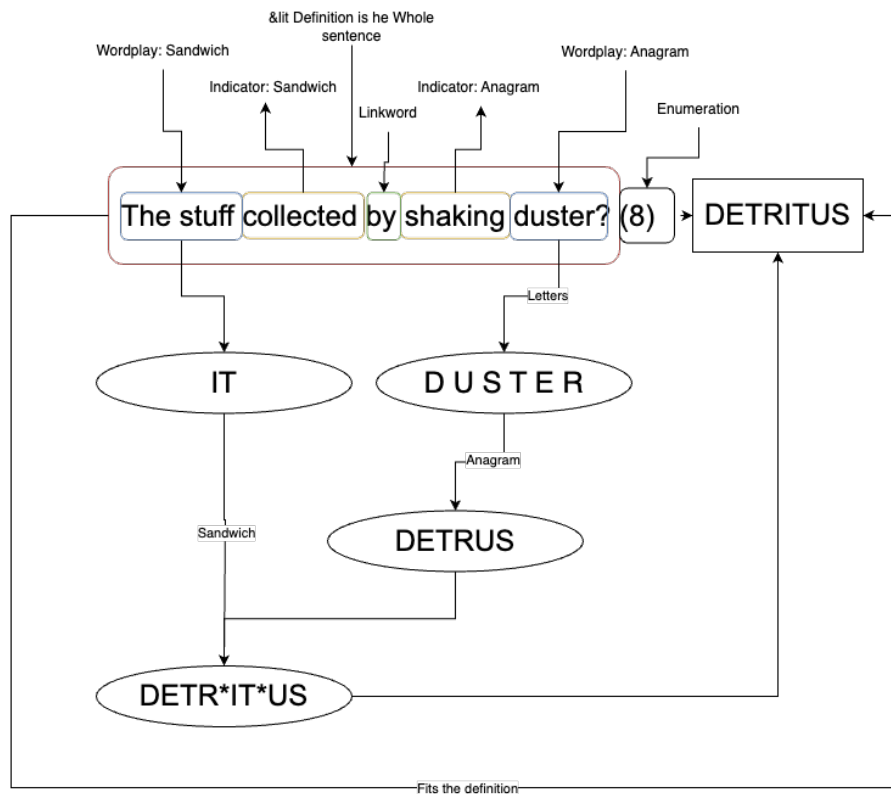 &lit Definition is he Whole
sentence
Wordplay: Sandwich
Wordplay: Anagram
Indicator: Sandwich
Indicator: Anagram
Linkword
Enumeration
The stuff collected by shaking duster? (8)
DETRITUS
Letters
IT
D U S T E R
Anagram
Sandwich
DETRUS
DETR*IT*US
Fits the definition